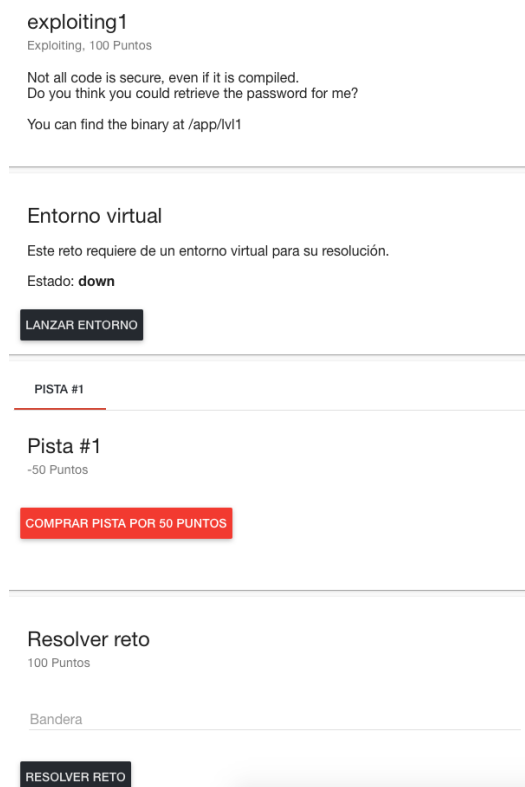 exploiting1
Exploiting, 100 Puntos
Not all code is secure, even if it is compiled.
Do you think you could retrieve the password for me?
You can find the binary at /app/lvl1
Entorno virtual
Este reto requiere de un entorno virtual para su resolución.
Estado: down
LANZAR ENTORNO
PISTA #1
Pista #1
-50 Puntos
COMPRAR PISTA POR 50 PUNTOS
Resolver reto
100 Puntos
Bandera
RESOLVER RETO